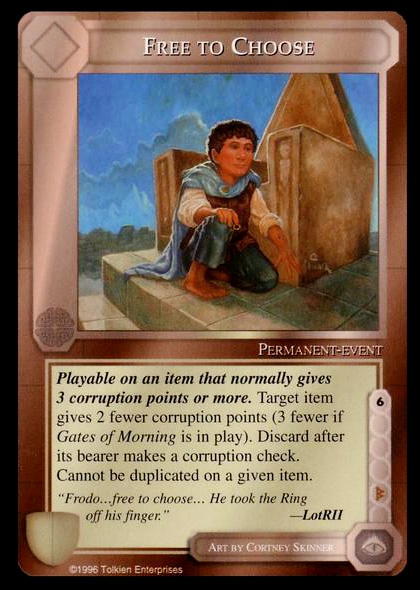 FREE TO CHOOSE
PERMANENT-EVENT
Playable on an item that normally gives
3 corruption points or more. Target item
gives 2 fewer corruption points (3 fewer if
Gates of Morning is in play). Discard after
its bearer makes a corruption check.
Cannot be duplicated on a given item.
"Frodo...free to choose... He took the Ring
off his finger." —LotRII
6
ART BY CORTNEY SKINNER
©1996 Tolkien Enterprises